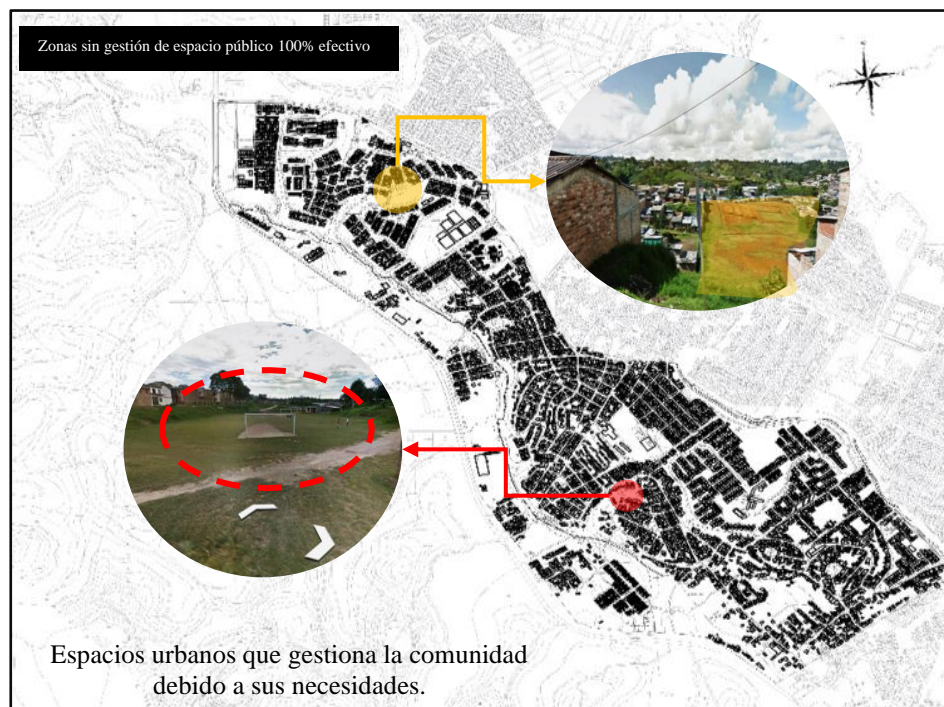 Zonas sin gestión de espacio público 100% efectivo
Espacios urbanos que gestiona la comunidad
debido a sus necesidades.